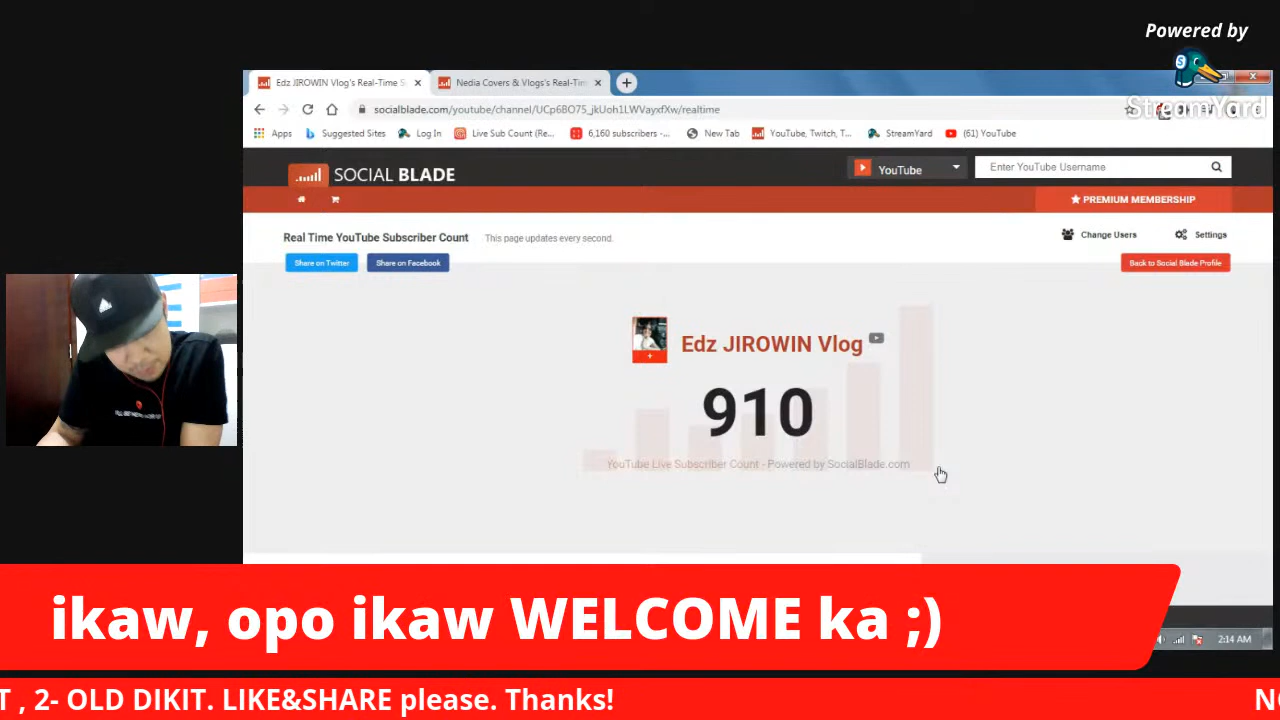 Powered by
StreamYard
Edz JIROWIN Vlog's Real-Time S
Nedia Covers & Vlogs's Real-Tim
socialblade.com/youtube/channel/UCp6BO75_jkUoh1LWVayxfXw/realtime
Apps Suggested Sites Log In Live Sub Count (Re... 6,160 subscribers -... New Tab YouTube, Twitch, T... StreamYard (61) YouTube
SOCIAL BLADE
YouTube
Enter YouTube Username
PREMIUM MEMBERSHIP
Real Time YouTube Subscriber Count This page updates every second.
Change Users Settings
Share on Twitter Share on Facebook
Back to Social Blade Profile
Edz JIROWIN Vlog
910
YouTube Live Subscriber Count - Powered by SocialBlade.com
ikaw, opo ikaw WELCOME ka ;)
2:14 AM
T , 2- OLD DIKIT. LIKE&SHARE please. Thanks!